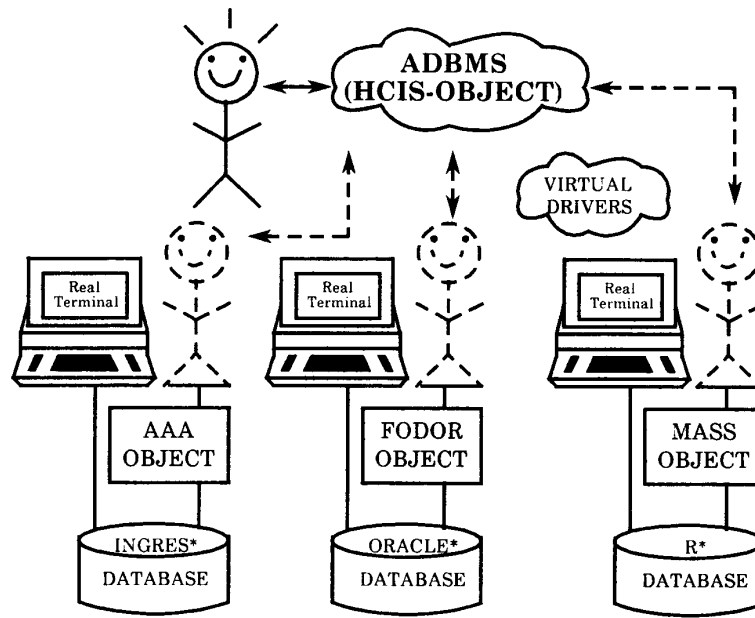 ADBMS
(HCIS-OBJECT)
VIRTUAL
DRIVERS
Real
Terminal
Real
Terminal
Real
Terminal
AAA
OBJECT
FODOR
OBJECT
MASS
OBJECT
INGRES*
DATABASE
ORACLE*
DATABASE
R*
DATABASE